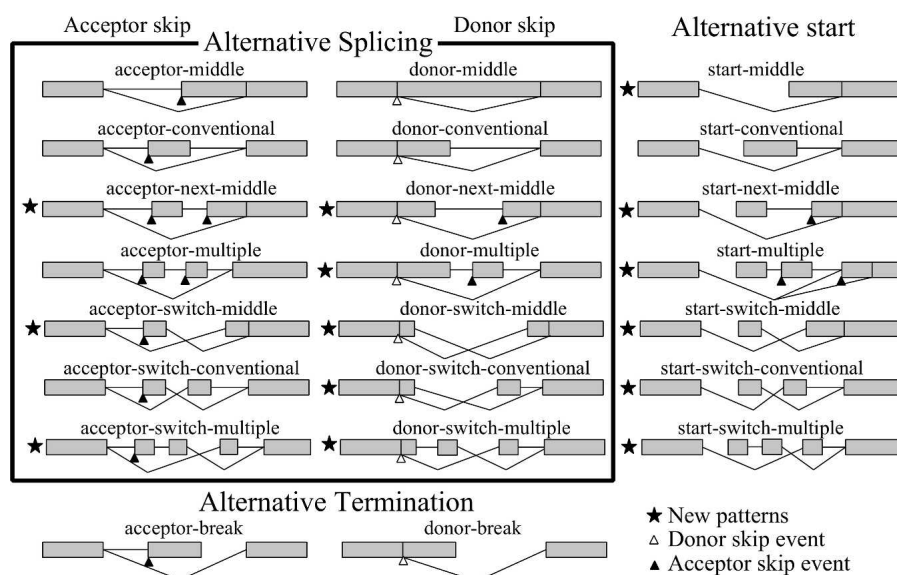 Acceptor skip
Donor skip
Alternative start
Alternative Splicing
acceptor-middle
donor-middle
start-middle
acceptor-conventional
donor-conventional
start-conventional
acceptor-next-middle
donor-next-middle
start-next-middle
acceptor-multiple
donor-multiple
start-multiple
acceptor-switch-middle
donor-switch-middle
start-switch-middle
acceptor-switch-conventional
donor-switch-conventional
start-switch-conventional
acceptor-switch-multiple
donor-switch-multiple
start-switch-multiple
Alternative Termination
acceptor-break
donor-break
New patterns
Donor skip event
Acceptor skip event